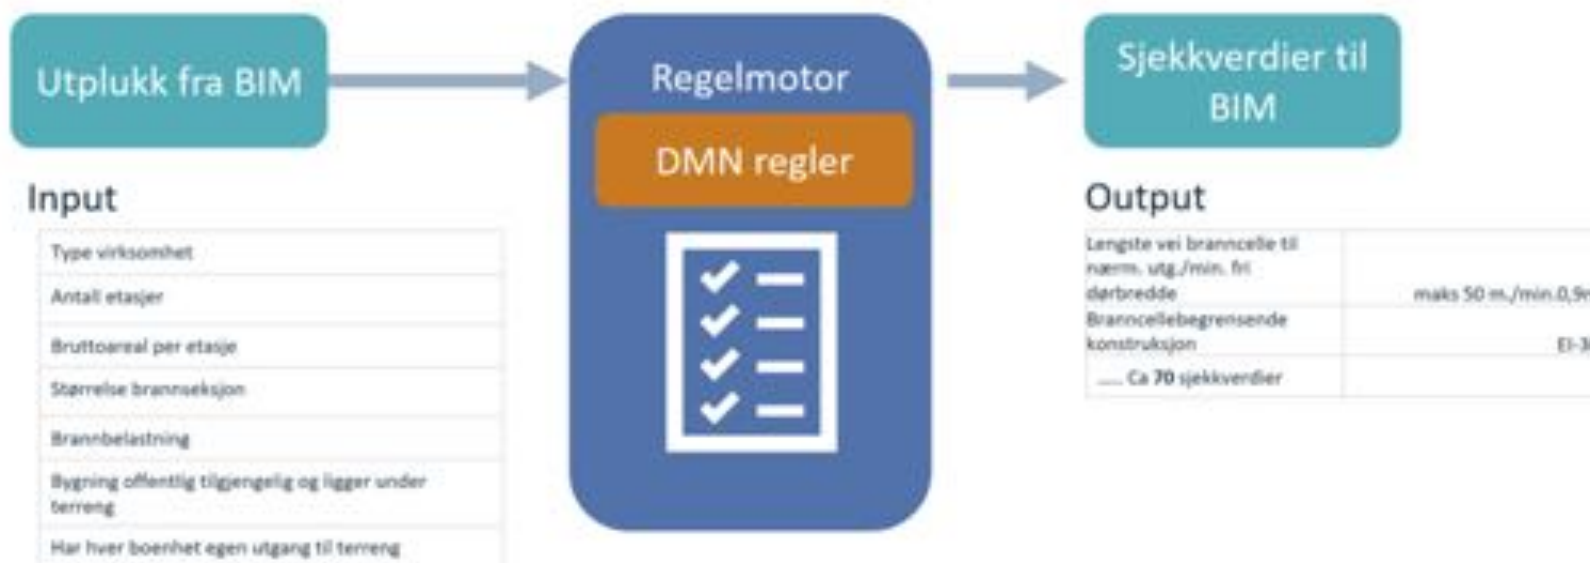 Utplukk fra BIM
Input
Type virksomhet
Antall etasjer
Bruttoareal per etasje
Størrelse brannseksjon
Brannbelastning
Bygning offentlig tilgjengelig og ligger under
terreng
Har hver boenhet egen utgang til terreng
Regelmotor
DMN regler
Sjekkverdier til
BIM
Output
Lengste vei branncelle til
nærm. utg./min. fri
dørbredde
maks 50 m./min.0,9
Branncellebegrensende
konstruksjon
EI-3
..... Ca 70 sjekkverdier